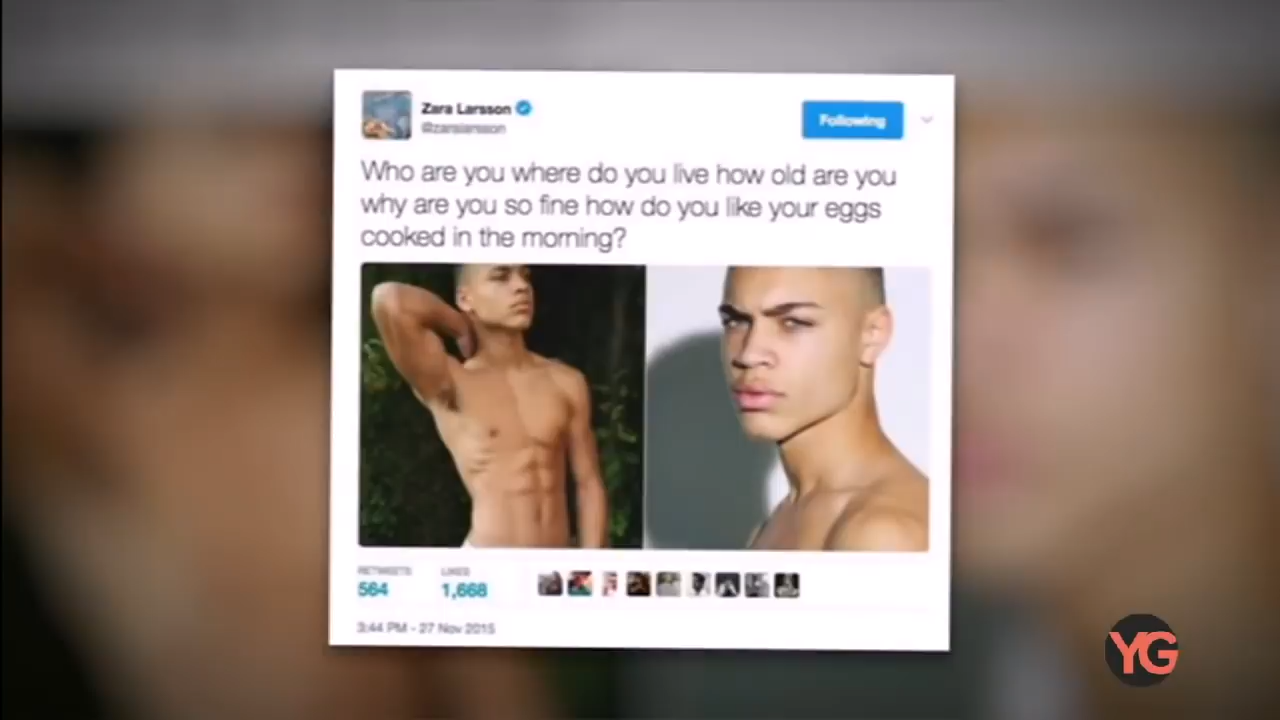 Zara Larsson
@zaralarsson
Following
Who are you where do you live how old are you
why are you so fine how do you like your eggs
cooked in the morning?
RETWEETS
LIKES
564
1,668
3:44 PM - 27 Nov 2015
YG